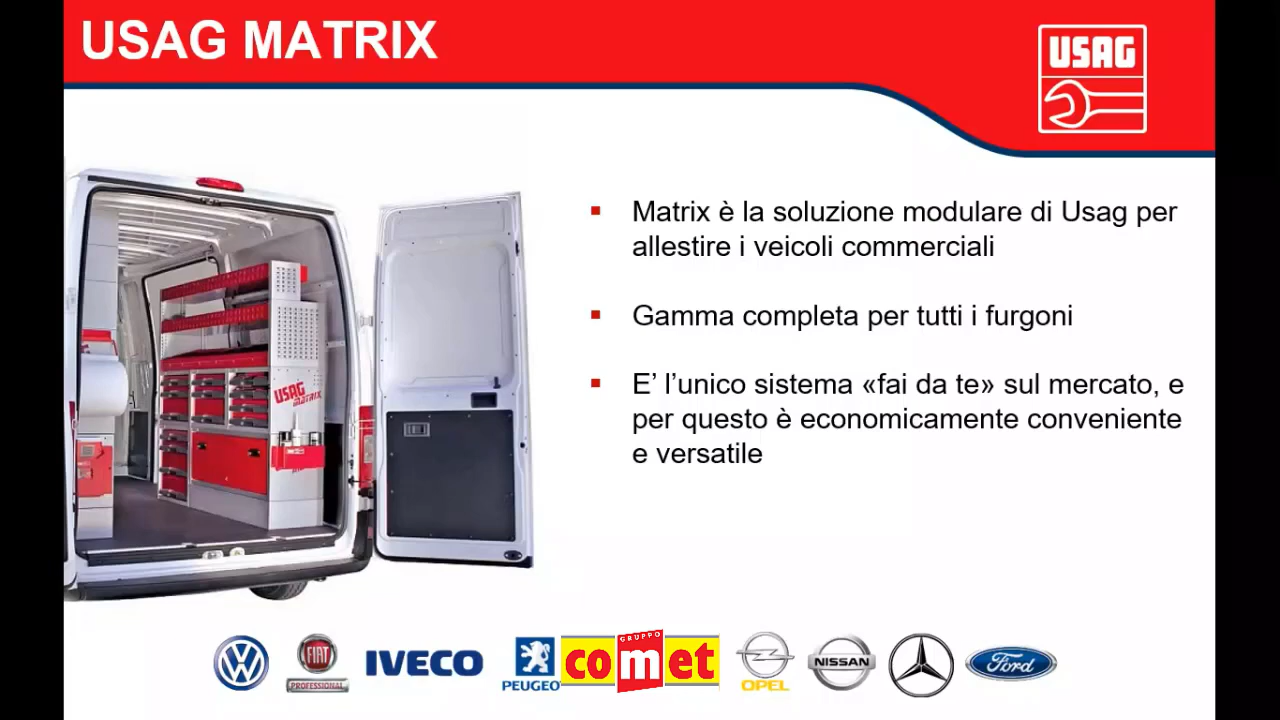 USAG MATRIX
USAG
Matrix è la soluzione modulare di Usag per
allestire i veicoli commerciali
Gamma completa per tutti i furgoni
E’ l’unico sistema «fai da te» sul mercato, e
per questo è economicamente conveniente
e versatile
USAG
MATRIX
FIAT
PROFESSIONAL
IVECO
PEUGEO
GRUPPO
comet
OPEL
NISSAN
Ford